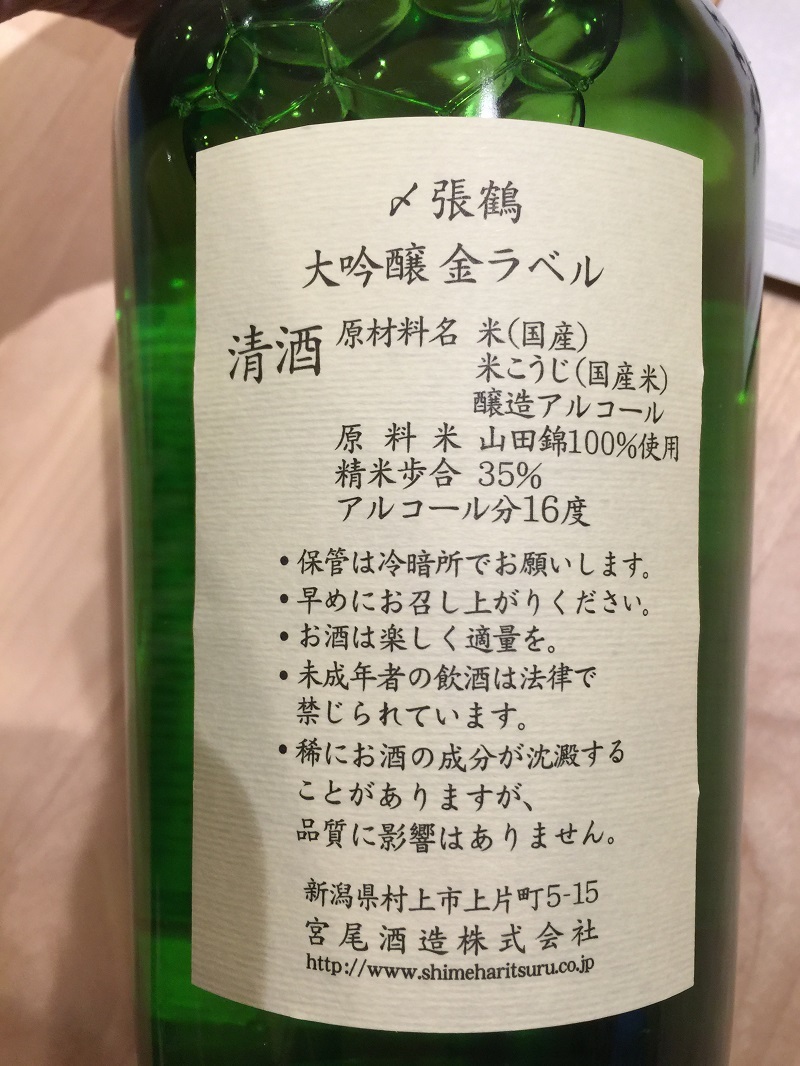 〆張鶴
大吟醸 金ラベル
清酒
原材料名 米(国産)
米こうじ(国産米)
醸造アルコール
原料米 山田錦100%使用
精米歩合 35%
アルコール分16度
・保管は冷暗所でお願いします。
・早めにお召し上がりください。
・お酒は楽しく適量を。
・未成年者の飲酒は法律で
禁じられています。
・稀にお酒の成分が沈澱する
ことがありますが、
品質に影響はありません。
新潟県村上市上片町5-15
宮尾酒造株式会社
http://www.shimeharitsuru.co.jp